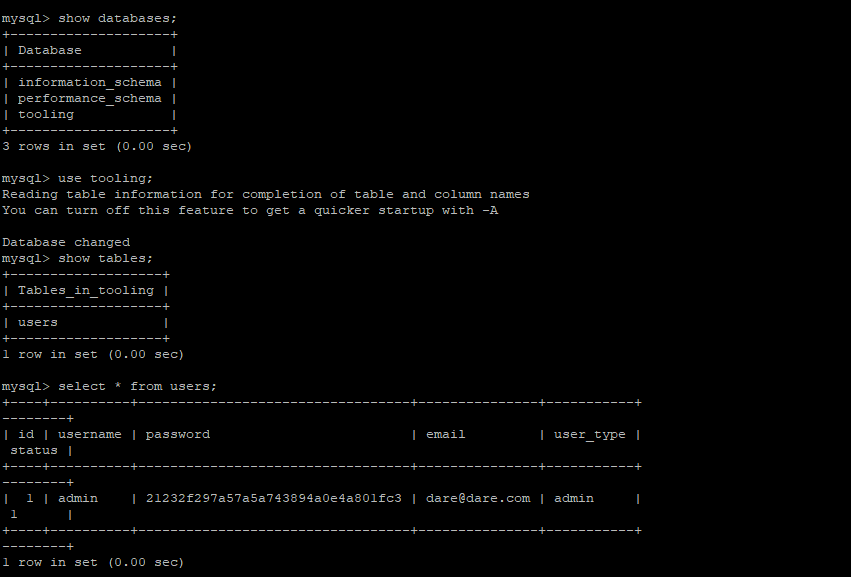 mysql> show databases;
+--------------------+
| Database           |
+--------------------+
| information_schema |
| performance_schema |
| tooling            |
+--------------------+
3 rows in set (0.00 sec)

mysql> use tooling;
Reading table information for completion of table and column names
You can turn off this feature to get a quicker startup with -A

Database changed
mysql> show tables;
+-------------------+
| Tables_in_tooling |
+-------------------+
| users             |
+-------------------+
1 row in set (0.00 sec)

mysql> select * from users;
+----+----------+----------------------------------+---------------+-----------+
--------+
| id | username | password                         | email         | user_type |
 status |
+----+----------+----------------------------------+---------------+-----------+
--------+
|  1 | admin    | 21232f297a57a5a743894a0e4a801fc3 | dare@dare.com | admin     |
 1      |
+----+----------+----------------------------------+---------------+-----------+
--------+
1 row in set (0.00 sec)